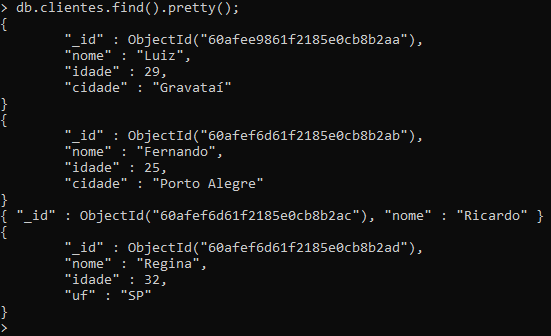 > db.clientes.find().pretty();
{
        "_id" : ObjectId("60afee9861f2185e0cb8b2aa"),
        "nome" : "Luiz",
        "idade" : 29,
        "cidade" : "Gravataí"
}
{
        "_id" : ObjectId("60afef6d61f2185e0cb8b2ab"),
        "nome" : "Fernando",
        "idade" : 25,
        "cidade" : "Porto Alegre"
}
{ "_id" : ObjectId("60afef6d61f2185e0cb8b2ac"), "nome" : "Ricardo" }
{
        "_id" : ObjectId("60afef6d61f2185e0cb8b2ad"),
        "nome" : "Regina",
        "idade" : 32,
        "uf" : "SP"
}
>